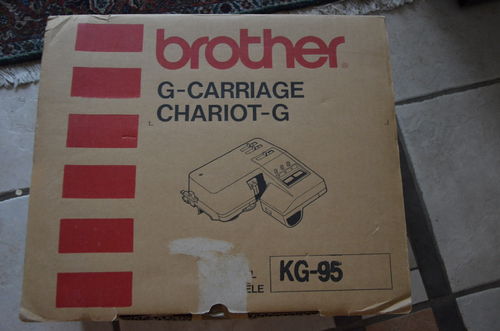 brother
G-CARRIAGE
CHARIOT-G
KG-95